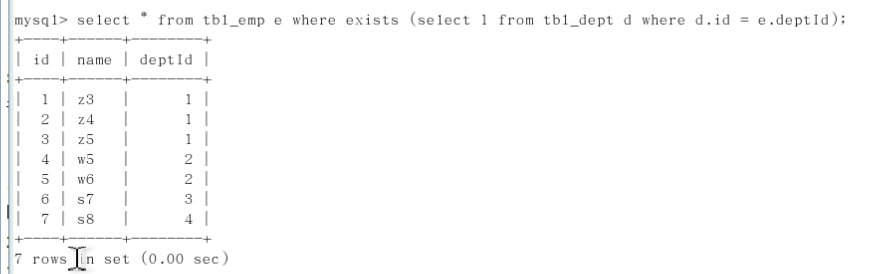 mysql> select * from tbl_emp e where exists (select 1 from tbl_dept d where d.id = e.deptId);
+----+------+--------+
| id | name | deptId |
+----+------+--------+
| 1 | z3 | 1 |
| 2 | z4 | 1 |
| 3 | z5 | 1 |
| 4 | w5 | 2 |
| 5 | w6 | 2 |
| 6 | s7 | 3 |
| 7 | s8 | 4 |
+----+------+--------+
7 rows in set (0.00 sec)